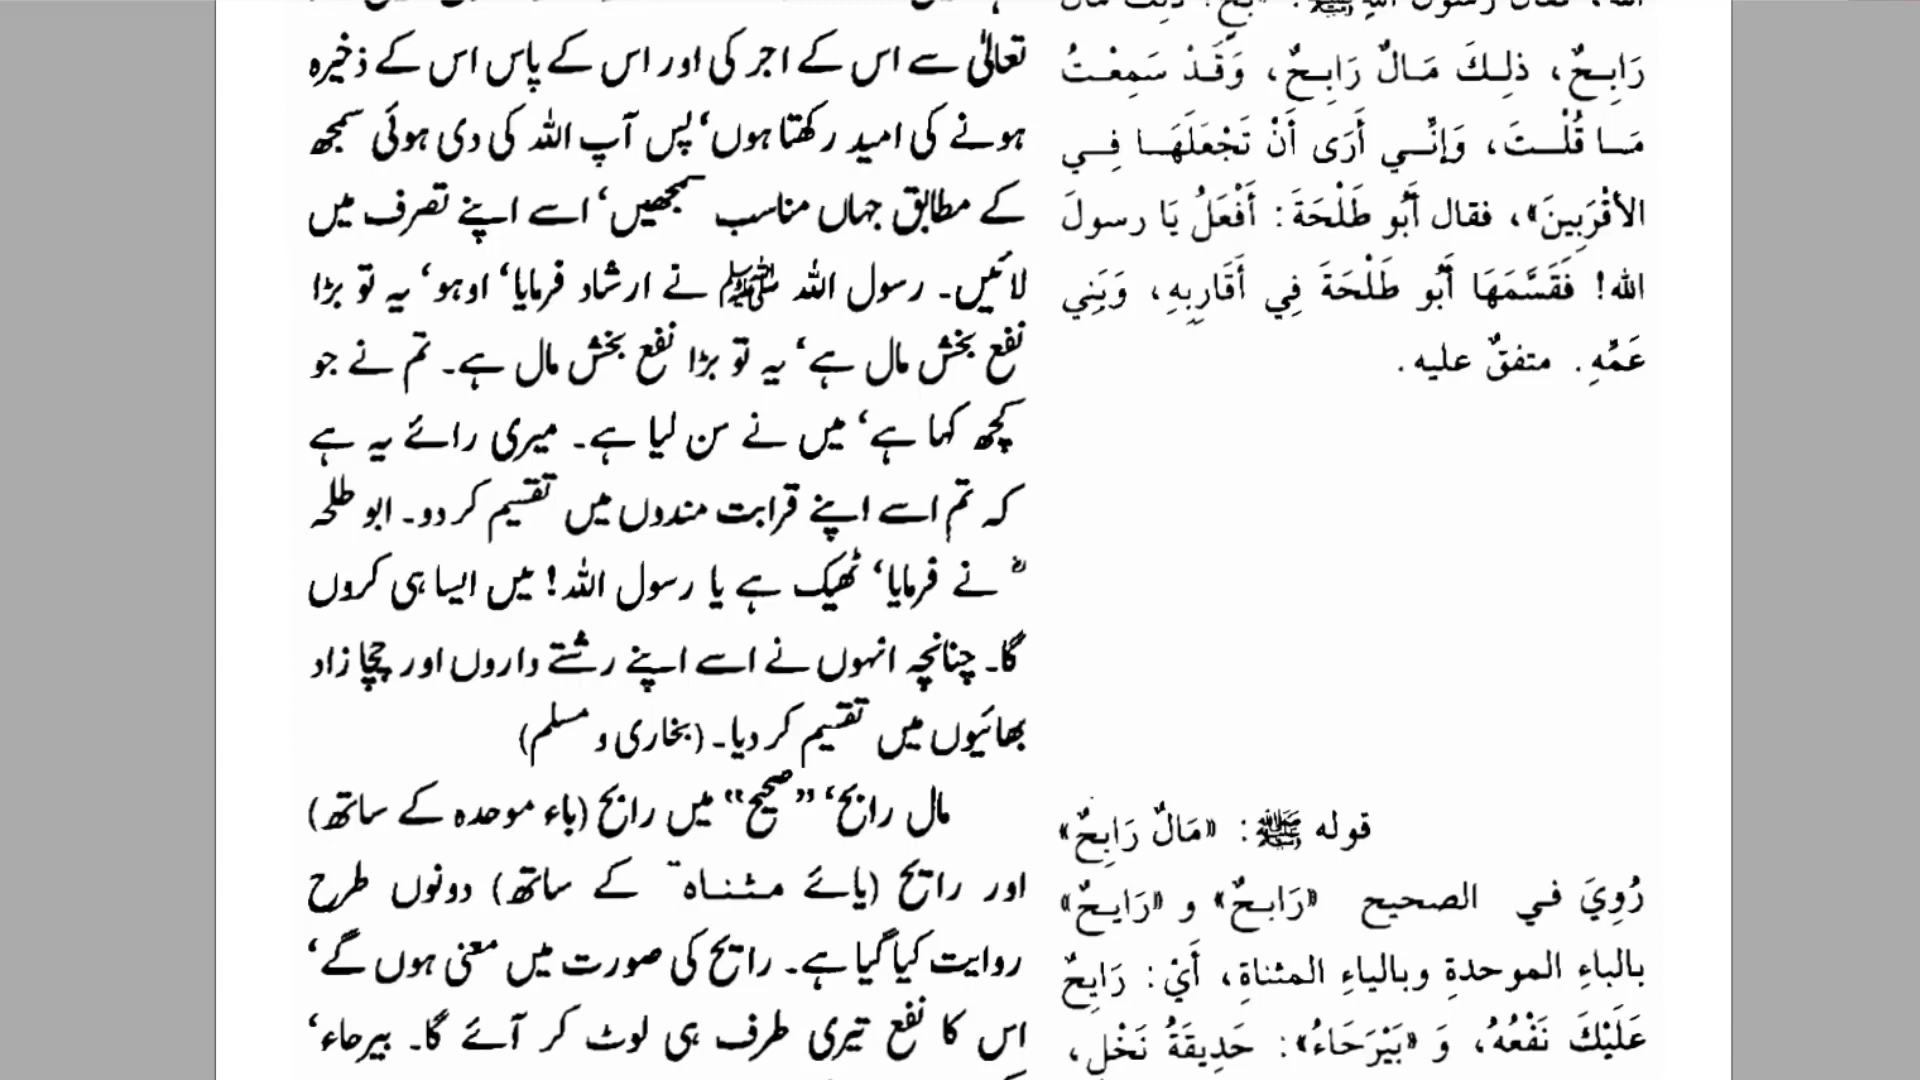 رَابِحٌ، ذلِكَ مَالٌ رَابِحٌ، وَقَدْ سَمِعْتُ
مَا قُلْتَ، وَإنِّي أَرَى أَنْ تَجْعَلَهَا فِي
الأقْرَبِينَ»، فقال أَبُو طَلْحَةَ: أَفْعَلُ يَا رسولَ
الله! فَقَسَّمَهَا أَبُو طَلْحَةَ فِي أَقَارِبِهِ، وَبَنِي
عَمِّهِ. متفقٌ عليه.
قوله ﷺ: «مَالٌ رَابِحٌ»
رُوِيَ في الصحيح «رَابحٌ» و «رَايحٌ»
بالباءِ الموحدةِ وبالياءِ المثناةِ، أَيْ: رَايِحٌ
عَلَيْكَ نَفْعُهُ، وَ «بَيْرَحَاءُ»: حَدِيقَةُ نَخْلٍ،
تعالیٰ سے اس کے اجر کی اور اس کے پاس اس کے ذخیرہ
ہونے کی امید رکھتا ہوں‘ پس آپ اللہ کی دی ہوئی سمجھ
کے مطابق جہاں مناسب سمجھیں‘ اسے اپنے تصرف میں
لائیں۔ رسول اللہ ﷺ نے ارشاد فرمایا‘ اوہو‘ یہ تو بڑا
نفع بخش مال ہے‘ یہ تو بڑا نفع بخش مال ہے۔ تم نے جو
کچھ کہا ہے‘ میں نے سن لیا ہے۔ میری رائے یہ ہے
کہ تم اسے اپنے قرابت مندوں میں تقسیم کر دو۔ ابو طلحہ
ؓ نے فرمایا‘ ٹھیک ہے یا رسول اللہ! میں ایسا ہی کروں
گا۔ چنانچہ انہوں نے اسے اپنے رشتے داروں اور چچا زاد
بھائیوں میں تقسیم کر دیا۔ (بخاری و مسلم)
مال رابح‘ ”صحیح“ میں رابح (باء موحدہ کے ساتھ)
اور رایح (یائے مثناہ کے ساتھ) دونوں طرح
روایت کیا گیا ہے۔ رایح کی صورت میں معنی ہوں گے‘
اس کا نفع تیری طرف ہی لوٹ کر آئے گا۔ بیرحاء‘